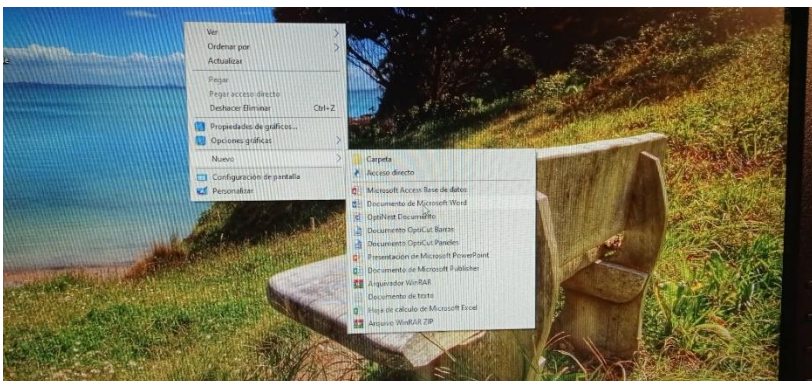 Ver
Ordenar por
Actualizar
Pegar
Pegar acceso directo
Deshacer Eliminar Ctrl+Z
Propiedades de gráficos...
Opciones gráficas
Nuevo
Configuración de pantalla
Personalizar
Carpeta
Acceso directo
Microsoft Access Base de datos
Documento de Microsoft Word
OptiNest Documento
Documento OptiCut Barras
Documento OptiCut Paneles
Presentación de Microsoft PowerPoint
Documento de Microsoft Publisher
Arquivador WinRAR
Documento de texto
Hoja de cálculo de Microsoft Excel
Arquivo WinRAR ZIP